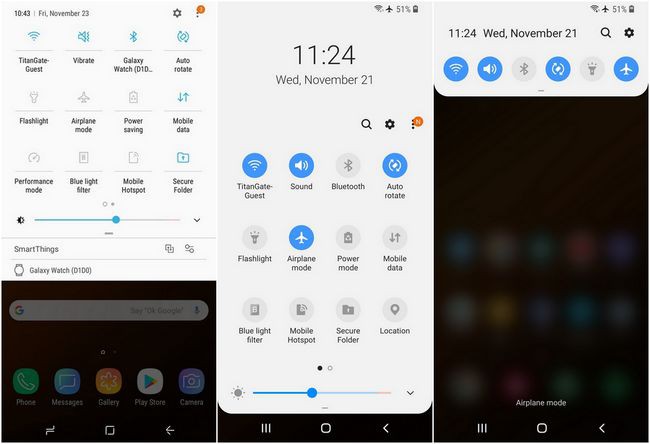 10:43 | Fri, November 23
TitanGate-
Guest
Vibrate
Galaxy
Watch (D1D...
Auto
rotate
Flashlight
Airplane
mode
Power
saving
Mobile
data
Performance
mode
Blue light
filter
Mobile
Hotspot
Secure
Folder
SmartThings
Galaxy Watch (D1D0)
G
Say "Ok Google"
Phone
Messages
Gallery
Play Store
Camera
51%
11:24
Wed, November 21
N
TitanGate-
Guest
Sound
Bluetooth
Auto
rotate
Flashlight
Airplane
mode
Power
mode
Mobile
data
Blue light
filter
Mobile
Hotspot
Secure
Folder
Location
51%
11:24 Wed, November 21
Airplane mode